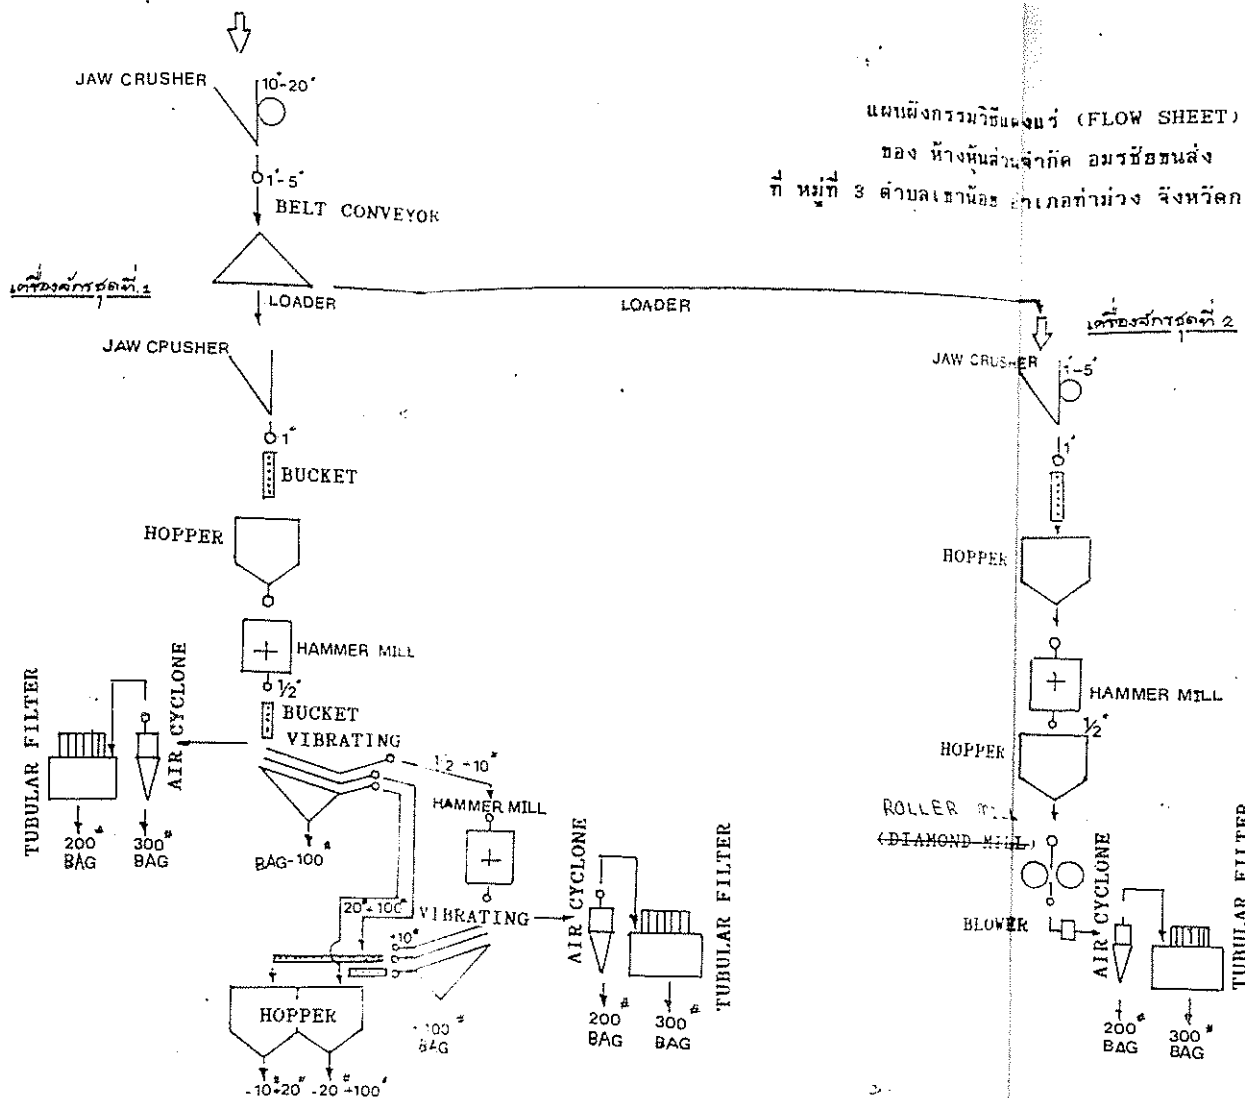 JAW CRUSHER
10"-20"
1"-5"
BELT CONVEYOR
แผนผังกรรมวิธีแต่งแร่ (FLOW SHEET)
ของ ห้างหุ้นส่วนจำกัด อมรชัยขนส่ง
ที่ หมู่ที่ 3 ตำบลเขาน้อย อำเภอท่าม่วง จังหวัดก
เครื่องจักรชุดที่ 1
LOADER
LOADER
เครื่องจักรชุดที่ 2
JAW CRUSHER
1"
BUCKET
HOPPER
HAMMER MILL
1/2"
BUCKET
VIBRATING
TUBULAR FILTER
AIR CYCLONE
200#
BAG
300#
BAG
BAG-100#
1/2 -10#
HAMMER MILL
20#+100#
VIBRATING
+10#
AIR CYCLONE
TUBULAR FILTER
HOPPER
100#
BAG
200#
BAG
300#
BAG
-10+20#
-20#+100#
JAW CRUSHER
1"-5"
1"
HOPPER
HAMMER MILL
1/2"
HOPPER
ROLLER
(DIAMOND MILL)
BLOWER
AIR CYCLONE
TUBULAR FILTER
200#
BAG
300#
BAG